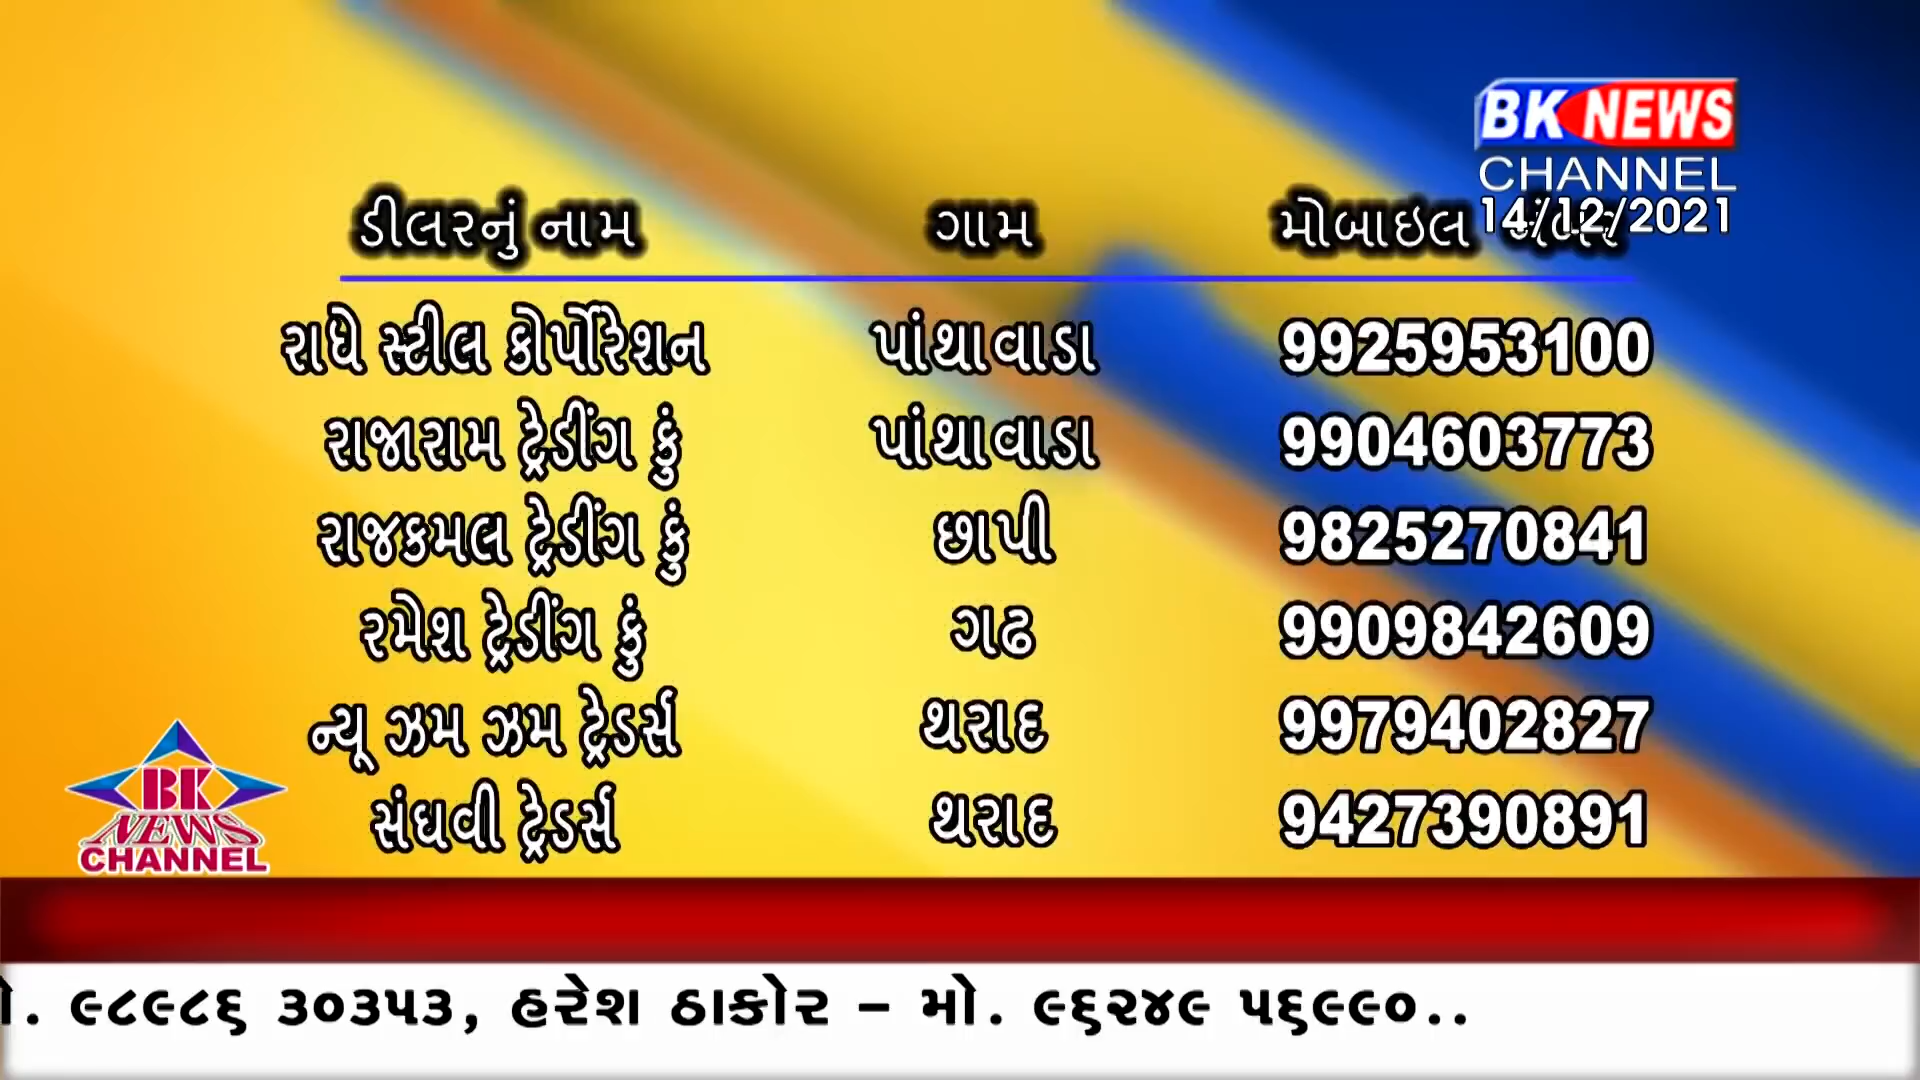 BK NEWS
CHANNEL
14/12/2021
ડીલરનું નામ ગામ મોબાઇલ
રાધે સ્ટીલ કોર્પોરેશન પાંથાવાડા 9925953100
રાજારામ ટ્રેડીંગ કું પાંથાવાડા 9904603773
રાજકમલ ટ્રેડીંગ કું છાપી 9825270841
રમેશ ટ્રેડીંગ કું ગઢ 9909842609
ન્યૂ ઝમ ઝમ ટ્રેડર્સ થરાદ 9979402827
સંઘવી ટ્રેડર્સ થરાદ 9427390891
BK
NEWS
CHANNEL
૯૮૯૮૬ ૩૦૩૫૩, હરેશ ઠાકોર – મો. ૯૬૨૪૯ ૫૬૯૯૦..